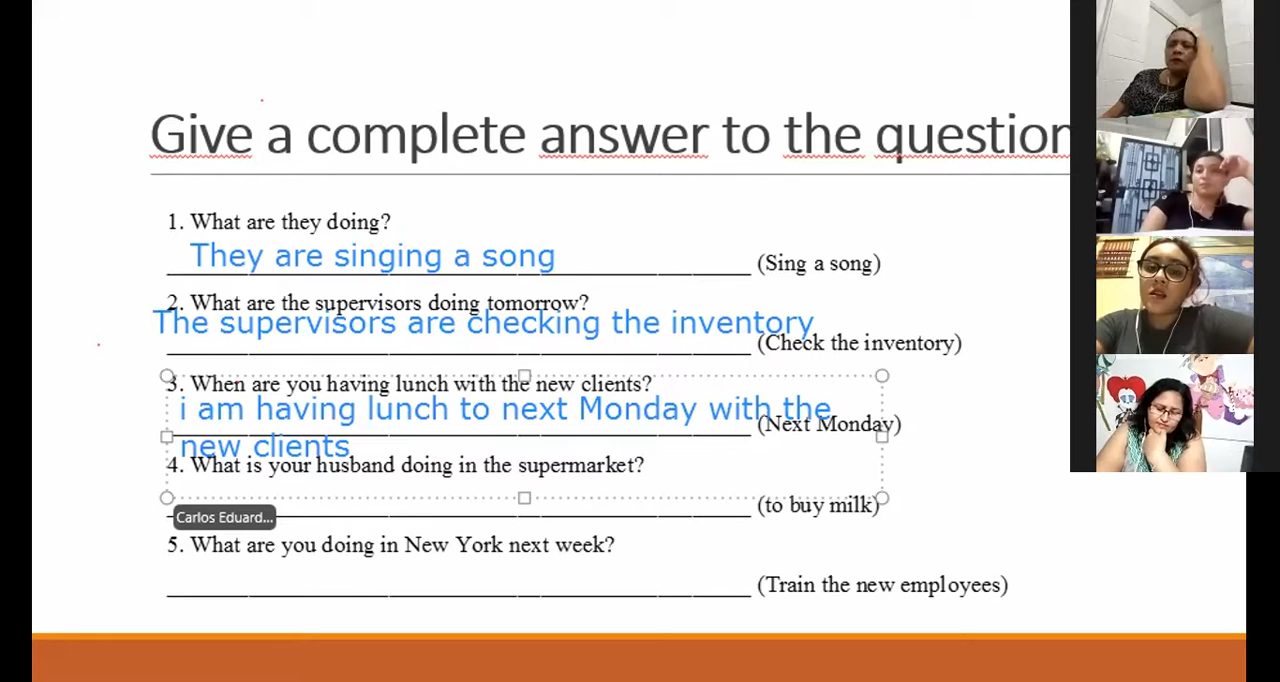 Give a complete answer to the question
1. What are they doing?
They are singing a song
(Sing a song)
2. What are the supervisors doing tomorrow?
The supervisors are checking the inventory
(Check the inventory)
3. When are you having lunch with the new clients?
i am having lunch to next Monday with the
(Next Monday)
new clients
4. What is your husband doing in the supermarket?
(to buy milk)
Carlos Eduard...
5. What are you doing in New York next week?
(Train the new employees)